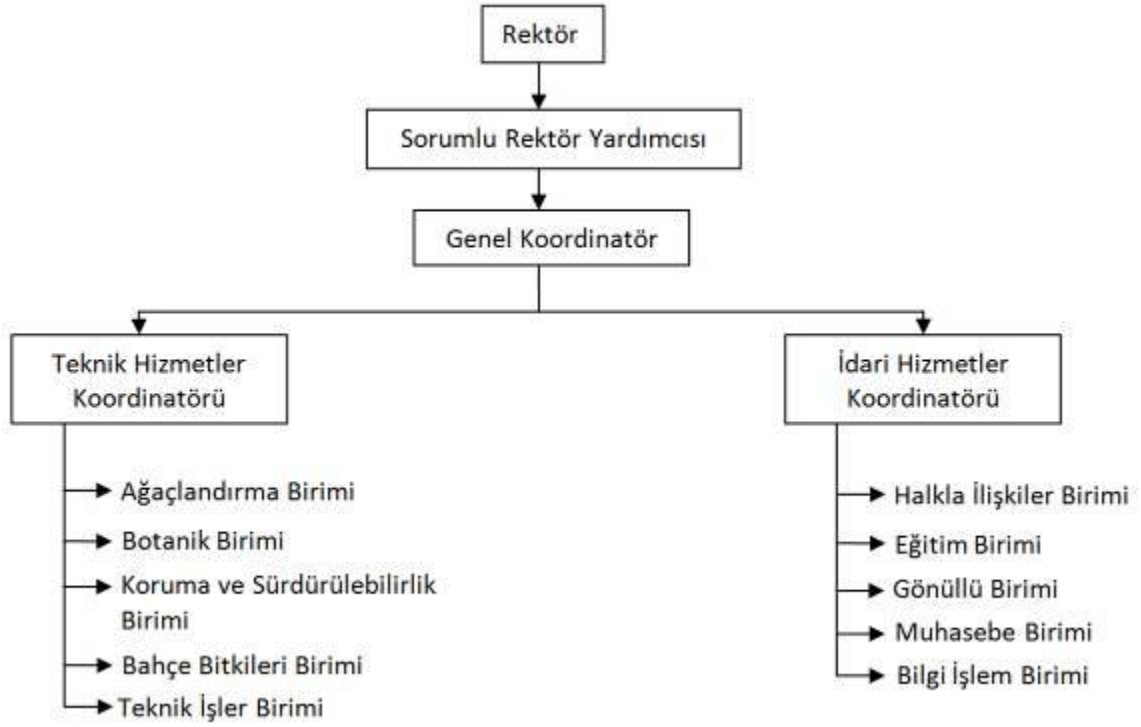 Rektör
Sorumlu Rektör Yardımcısı
Genel Koordinatör
Teknik Hizmetler
Koordinatörü
Ağaçlandırma Birimi
Botanik Birimi
Koruma ve Sürdürülebilirlik
Birimi
Bahçe Bitkileri Birimi
Teknik İşler Birimi
İdari Hizmetler
Koordinatörü
Halkla İlişkiler Birimi
Eğitim Birimi
Gönüllü Birimi
Muhasebe Birimi
Bilgi İşlem Birimi